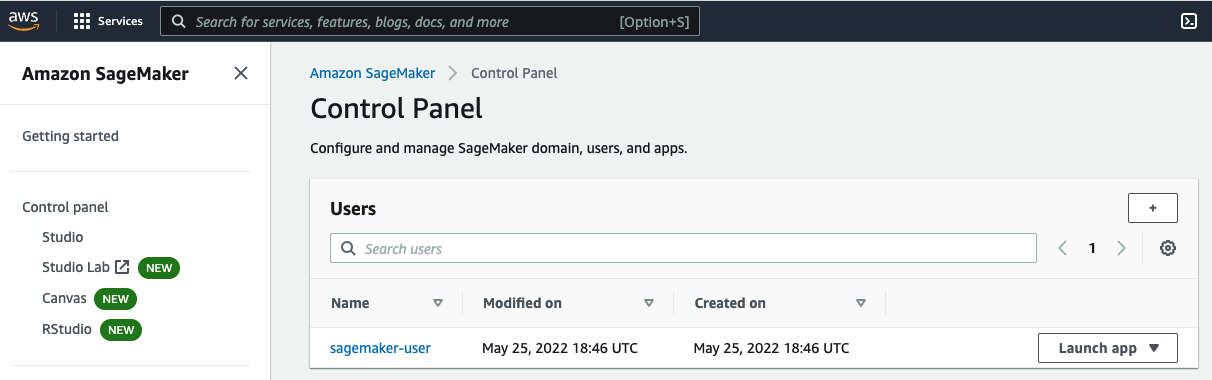 aws Services Search for services, features, blogs, docs, and more [Option+S]
Amazon SageMaker
Getting started
Control panel
Studio
Studio Lab NEW
Canvas NEW
RStudio NEW
Amazon SageMaker > Control Panel
Control Panel
Configure and manage SageMaker domain, users, and apps.
Users +
Search users 1
Name Modified on Created on
sagemaker-user May 25, 2022 18:46 UTC May 25, 2022 18:46 UTC Launch app